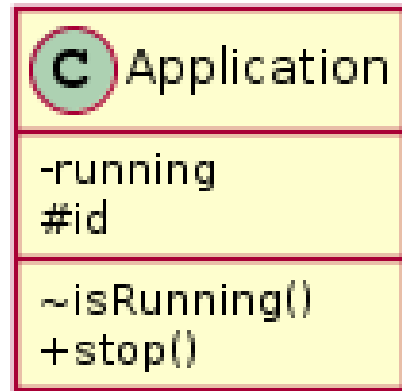 C Application
-running
#id
~isRunning()
+stop()